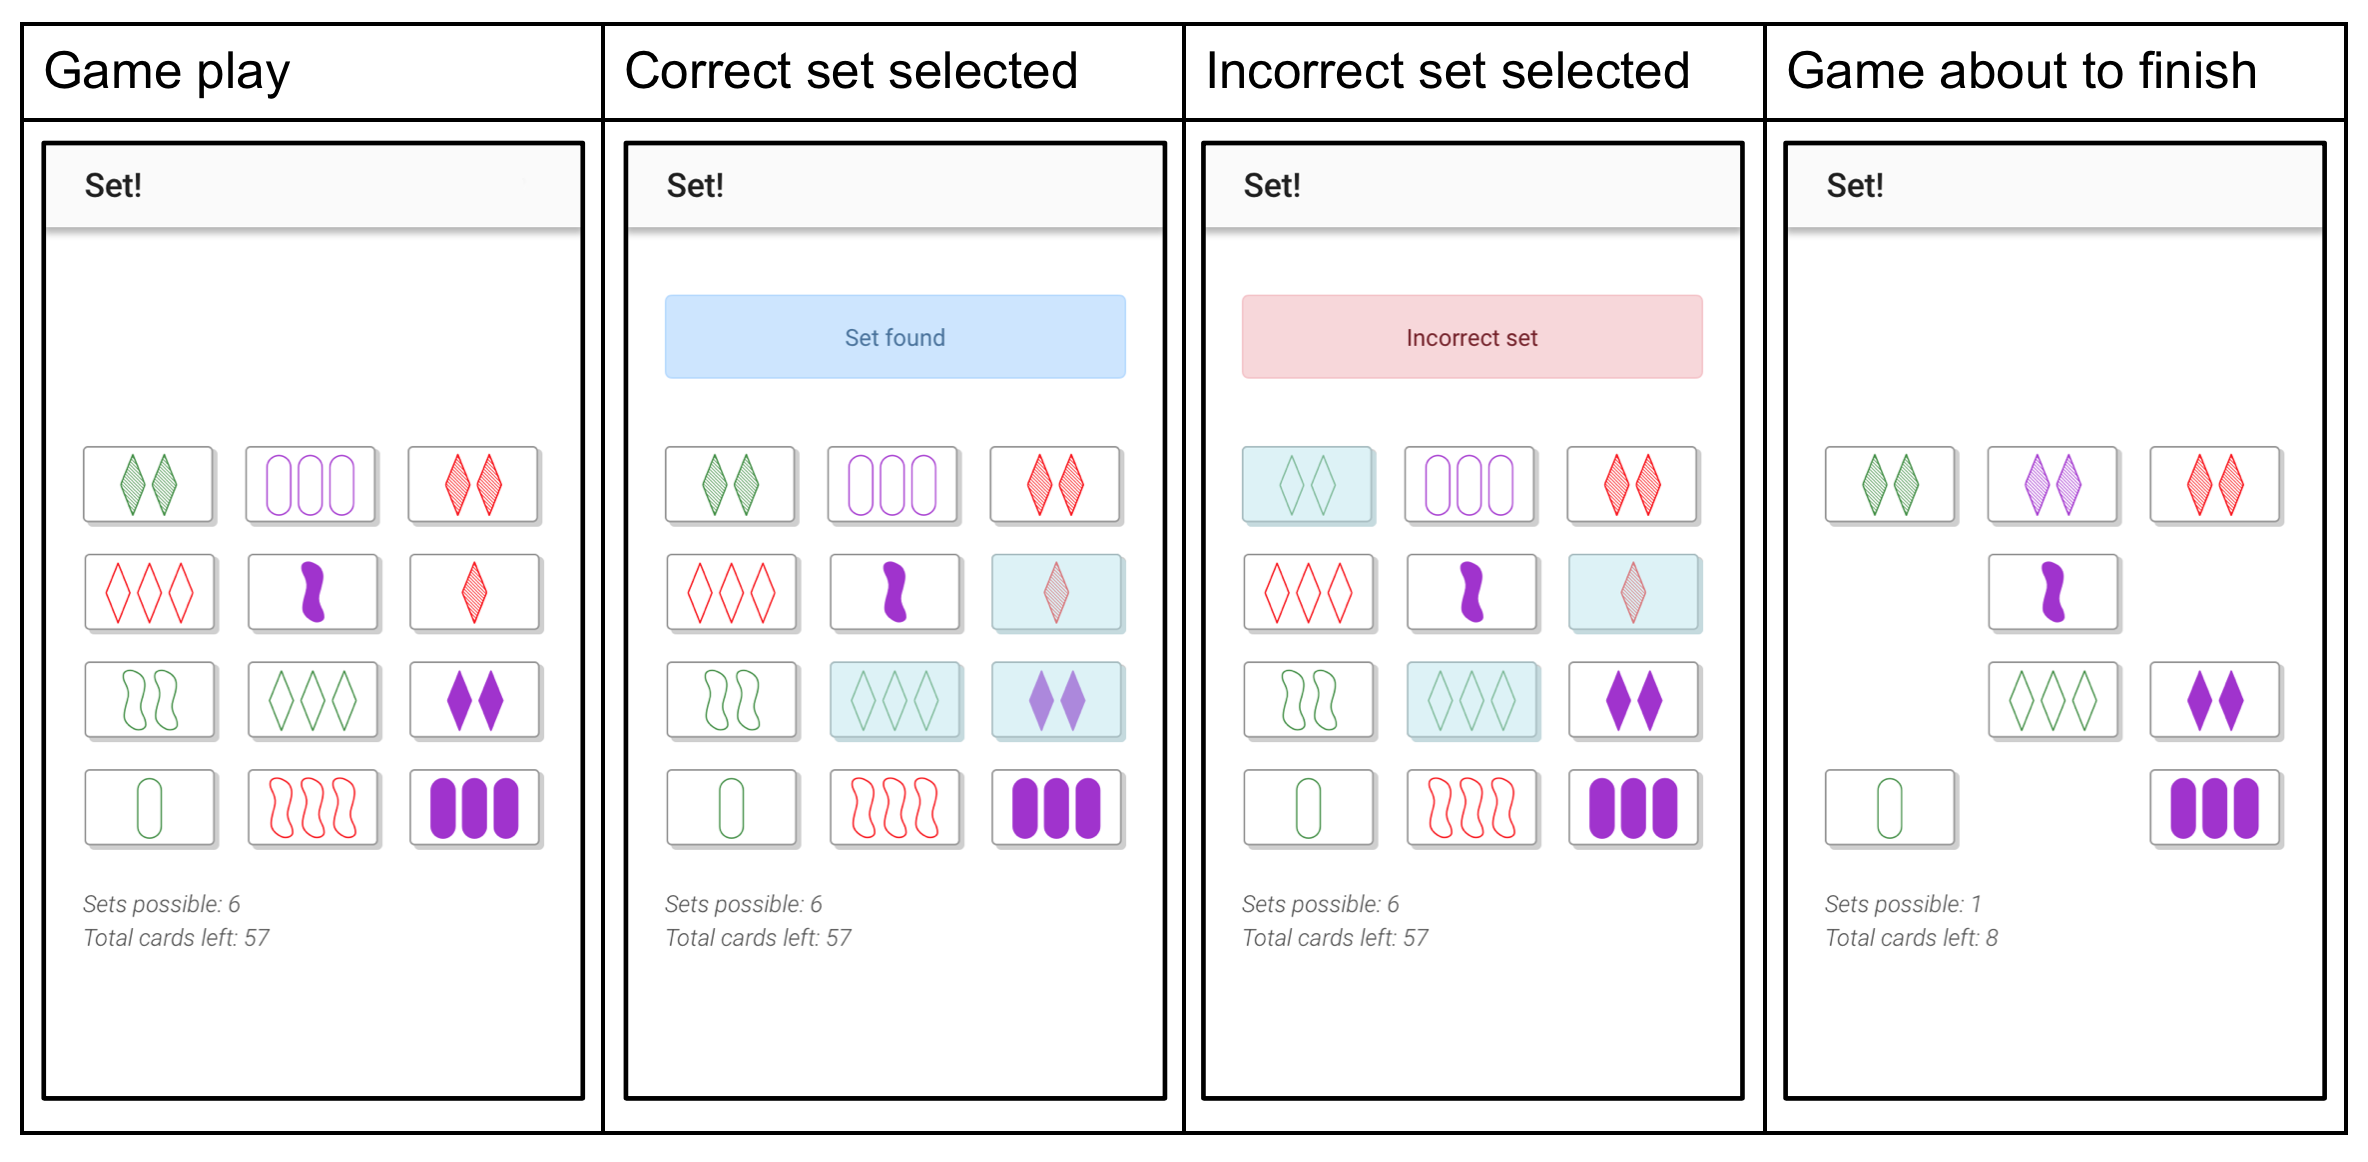 Game play
Correct set selected
Incorrect set selected
Game about to finish
Set!
Sets possible: 6
Total cards left: 57
Set!
Set found
Sets possible: 6
Total cards left: 57
Set!
Incorrect set
Sets possible: 6
Total cards left: 57
Set!
Sets possible: 1
Total cards left: 8